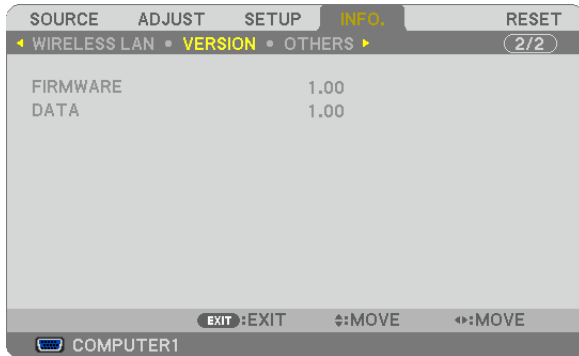 SOURCE ADJUST SETUP INFO. RESET
WIRELESS LAN • VERSION • OTHERS 2/2
FIRMWARE 1.00
DATA 1.00
EXIT :EXIT :MOVE :MOVE
COMPUTER1